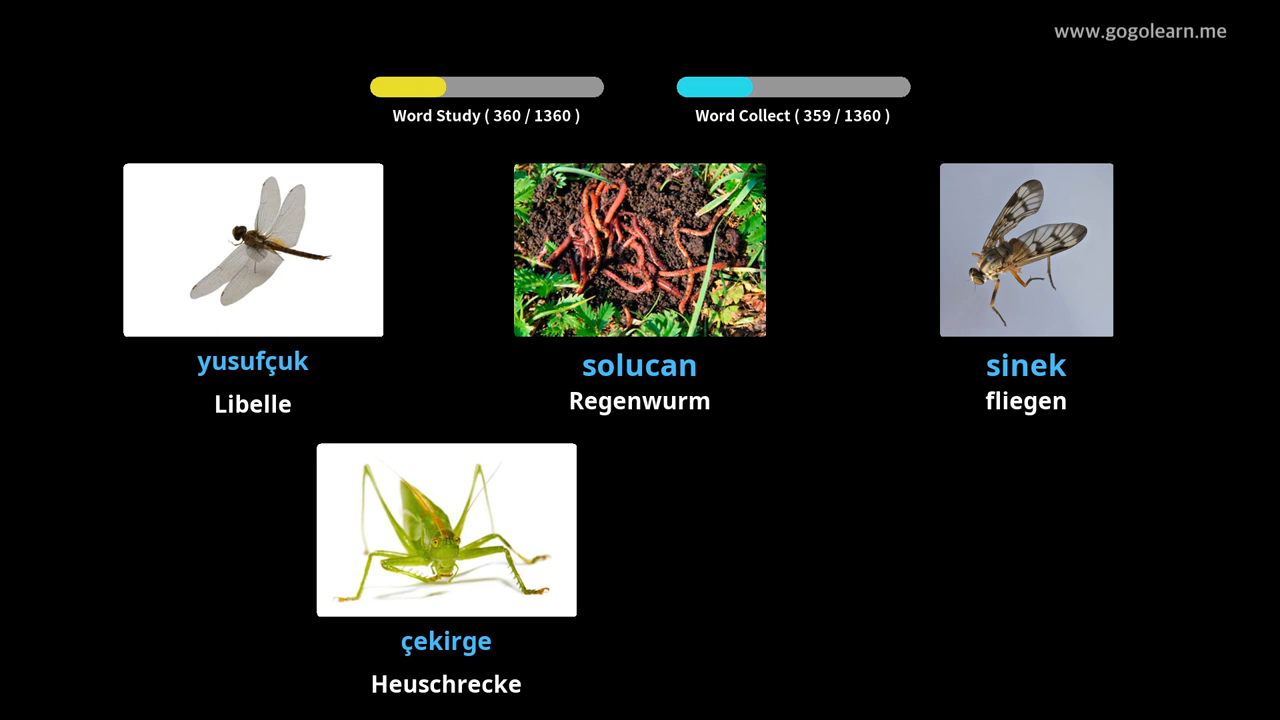 www.gogolearn.me
Word Study ( 360 / 1360 )
Word Collect ( 359 / 1360 )
yusufçuk
Libelle
solucan
Regenwurm
sinek
fliegen
çekirge
Heuschrecke